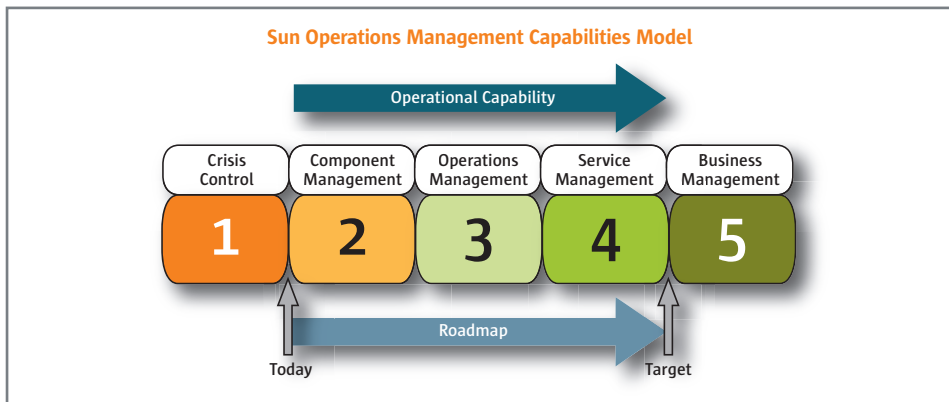 Sun Operations Management Capabilities Model
Operational Capability
Crisis
Control
Component
Management
Operations
Management
Service
Management
Business
Management
1
2
3
4
5
Roadmap
Today
Target